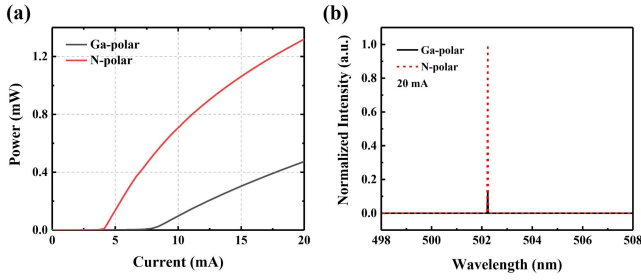 (a)
Ga-polar
N-polar
Power (mW)
1.2
0.8
0.4
0.0
0 5 10 15 20
Current (mA)
(b)
Ga-polar
N-polar
20 mA
Normalized Intensity (a.u.)
1.0
0.8
0.6
0.4
0.2
0.0
498 500 502 504 506 508
Wavelength (nm)